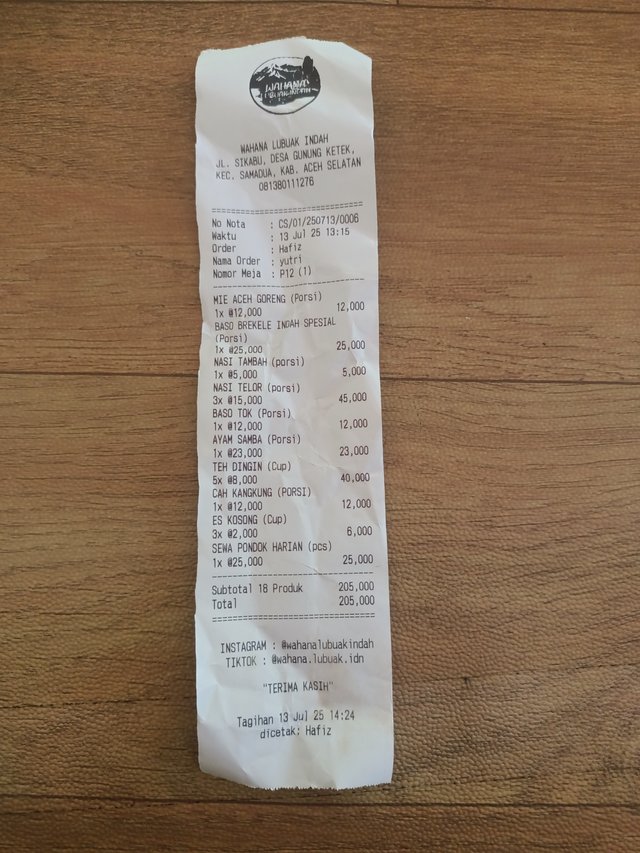 WAHANA
LUBUAK INDAH
WAHANA LUBUAK INDAH
JL. SIKABU, DESA GUNUNG KETEK,
KEC. SAMADUA, KAB. ACEH SELATAN
081380111276
No Nota : CS/01/250713/0006
Waktu : 13 Jul 25 13:15
Order : Hafiz
Nama Order : yutri
Nomor Meja : P12 (1)
MIE ACEH GORENG (Porsi)
1x @12,000 12,000
BASO BREKELE INDAH SPESIAL
(Porsi)
1x @25,000 25,000
NASI TAMBAH (porsi)
1x @5,000 5,000
NASI TELOR (porsi)
3x @15,000 45,000
BASO TOK (Porsi)
1x @12,000 12,000
AYAM SAMBA (Porsi)
1x @23,000 23,000
TEH DINGIN (Cup)
5x @8,000 40,000
CAH KANGKUNG (PORSI)
1x @12,000 12,000
ES KOSONG (Cup)
3x @2,000 6,000
SEWA PONDOK HARIAN (pcs)
1x @25,000 25,000
Subtotal 18 Produk 205,000
Total 205,000
INSTAGRAM : @wahanalubuakindah
TIKTOK : @wahana.lubuak.idn
"TERIMA KASIH"
Tagihan 13 Jul 25 14:24
dicetak: Hafiz